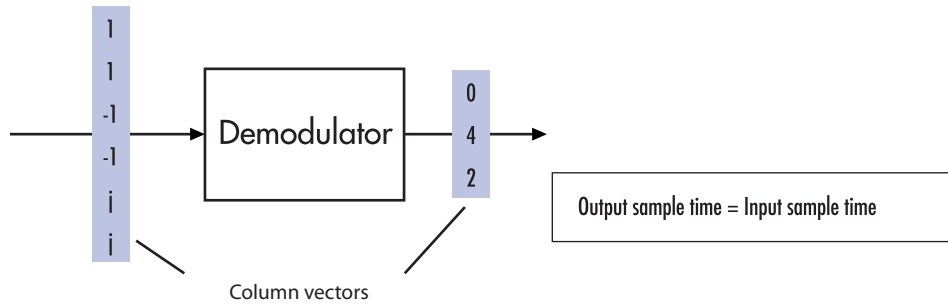 1
1
-1
-1
i
i
Demodulator
0
4
2
Output sample time = Input sample time
Column vectors